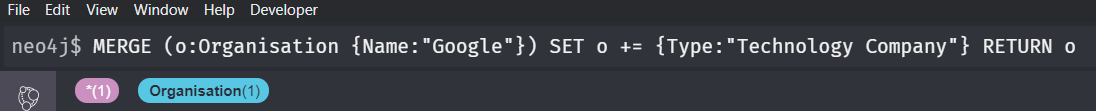 File Edit View Window Help Developer
neo4j$ MERGE (o:Organisation {Name:"Google"}) SET o += {Type:"Technology Company"} RETURN o
*(1) Organisation(1)